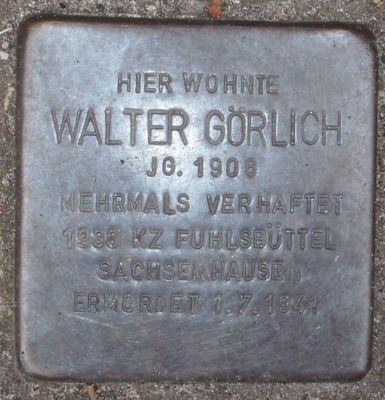 HIER WOHNTE
WALTER GÖRLICH
JG. 1906
MEHRMALS VERHAFTET
1938 KZ FUHLSBÜTTEL
SACHSENHAUSEN
ERMORDET 1.7.1941